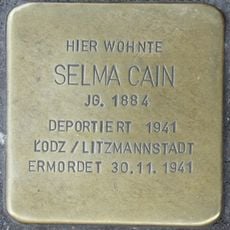 HIER WOHNTE
SELMA CAIN
JG. 1884
DEPORTIERT 1941
ŁODZ / LITZMANNSTADT
ERMORDET 30.11.1941